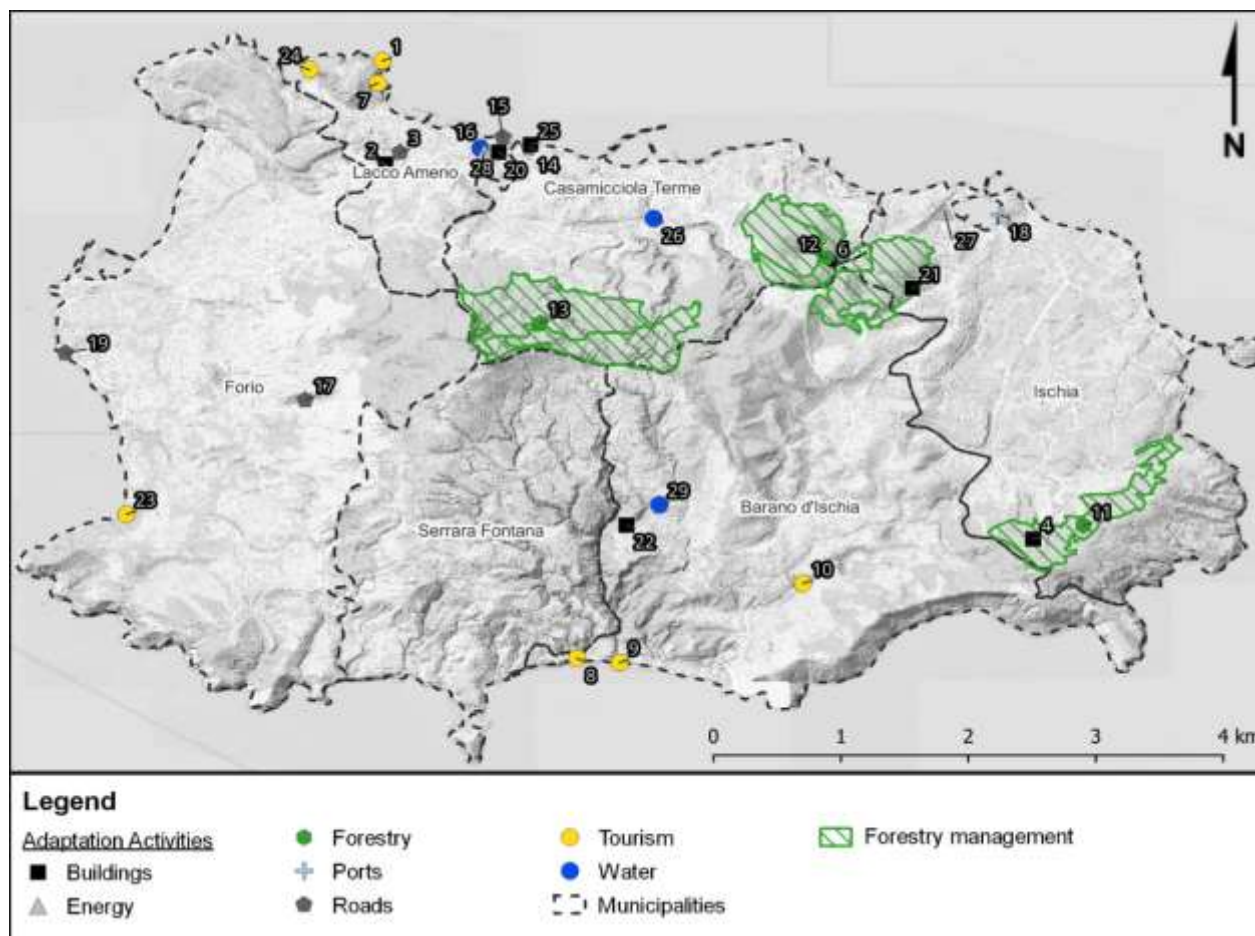 24
1
7
N
15
16
25
2
3
28
20
14
Lacco Ameno
Casamicciola Terme
26
12
6
27
18
21
13
19
17
Forio
Ischia
23
29
Barano d'Ischia
Serrara Fontana
22
4
11
10
9
8
0 1 2 3 4 km
Legend
Adaptation Activities
Forestry
Tourism
Forestry management
Buildings
Ports
Water
Energy
Roads
Municipalities